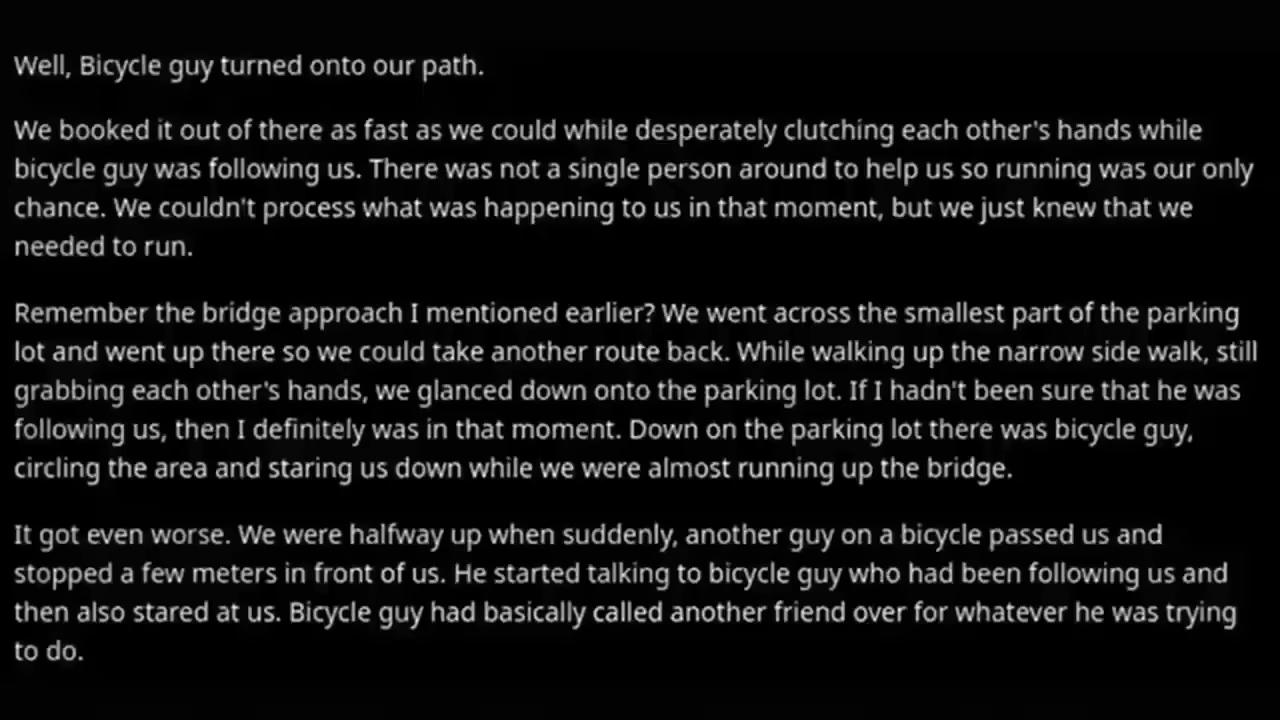 Well, Bicycle guy turned onto our path.
We booked it out of there as fast as we could while desperately clutching each other's hands while
bicycle guy was following us. There was not a single person around to help us so running was our only
chance. We couldn't process what was happening to us in that moment, but we just knew that we
needed to run.
Remember the bridge approach I mentioned earlier? We went across the smallest part of the parking
lot and went up there so we could take another route back. While walking up the narrow side walk, still
grabbing each other's hands, we glanced down onto the parking lot. If I hadn't been sure that he was
following us, then I definitely was in that moment. Down on the parking lot there was bicycle guy,
circling the area and staring us down while we were almost running up the bridge.
It got even worse. We were halfway up when suddenly, another guy on a bicycle passed us and
stopped a few meters in front of us. He started talking to bicycle guy who had been following us and
then also stared at us. Bicycle guy had basically called another friend over for whatever he was trying
to do.